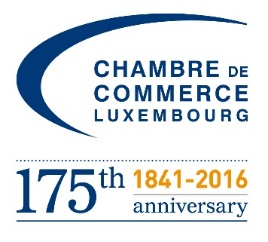 CHAMBRE DE
COMMERCE
LUXEMBOURG
175th 1841-2016
anniversary